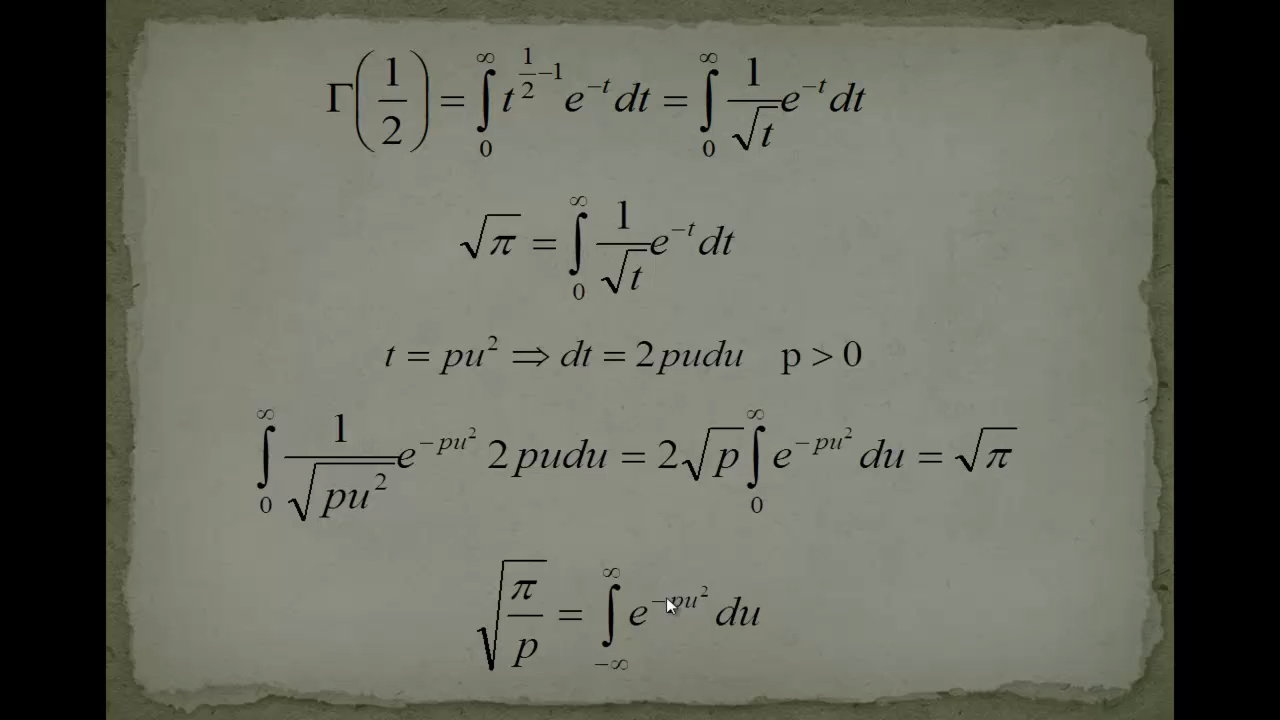 Γ(1/2) = ∫₀^∞ t^(1/2 −1) e^(−t) dt = ∫₀^∞ 1/√t e^(−t) dt
√π = ∫₀^∞ 1/√t e^(−t) dt
t = pu² ⇒ dt = 2pudu p > 0
∫₀^∞ 1/√(pu²) e^(−pu²) 2pudu = 2√p ∫₀^∞ e^(−pu²) du = √π
√(π/p) = ∫_(−∞)^∞ e^(−pu²) du